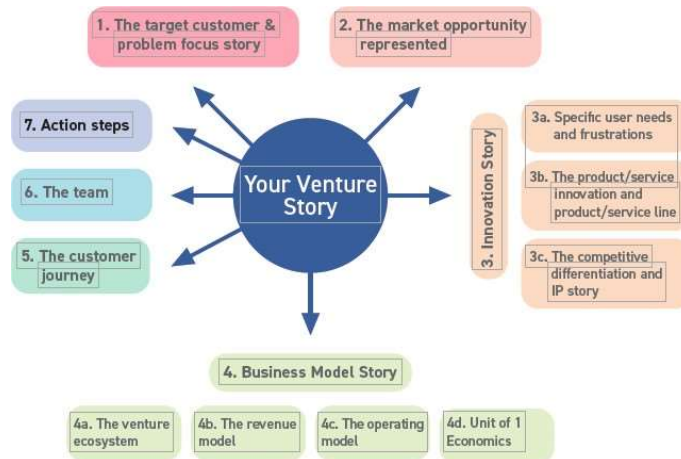 1. The target customer &
problem focus story
2. The market opportunity
represented
7. Action steps
6. The team
5. The customer
journey
Your Venture
Story
3. Innovation Story
3a. Specific user needs
and frustrations
3b. The product/service
innovation and
product/service line
3c. The competitive
differentiation and
IP story
4. Business Model Story
4a. The venture
ecosystem
4b. The revenue
model
4c. The operating
model
4d. Unit of 1
Economics